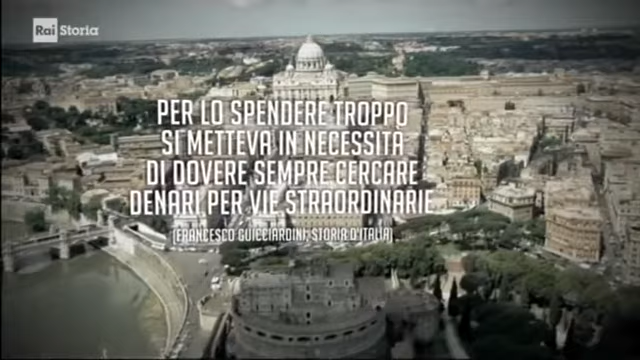 Rai Storia
PER LO SPENDERE TROPPO
SI METTEVA IN NECESSITÀ
DI DOVERE SEMPRE CERCARE
DENARI PER VIE STRAORDINARIE
(FRANCESCO GUICCIARDINI, STORIA D'ITALIA)